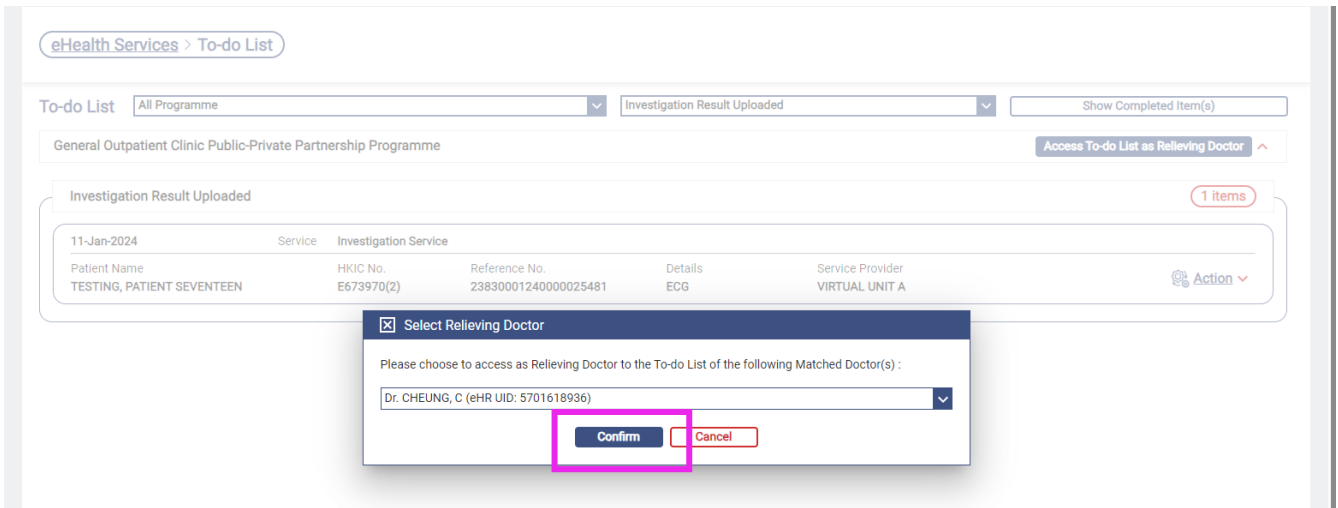 eHealth Services > To-do List
To-do List All Programme Investigation Result Uploaded Show Completed Item(s)
General Outpatient Clinic Public-Private Partnership Programme Access To-do List as Relieving Doctor
Investigation Result Uploaded 1 items
11-Jan-2024 Service Investigation Service
Patient Name HKIC No. Reference No. Details Service Provider
TESTING, PATIENT SEVENTEEN E673970(2) 23830001240000025481 ECG VIRTUAL UNIT A Action
Select Relieving Doctor
Please choose to access as Relieving Doctor to the To-do List of the following Matched Doctor(s) :
Dr. CHEUNG, C (eHR UID: 5701618936)
Confirm Cancel